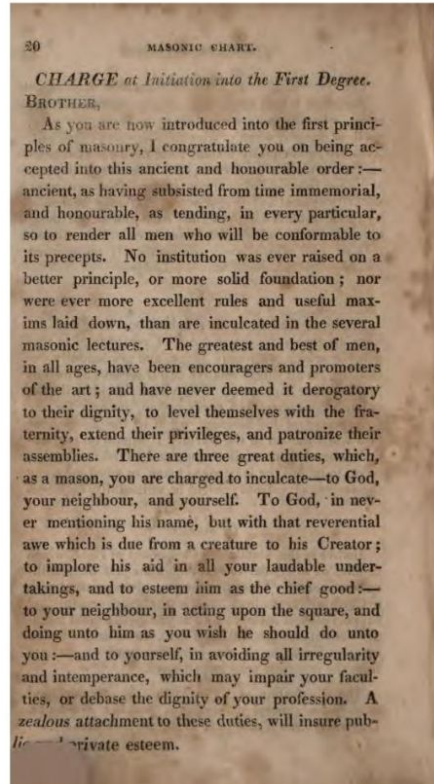 20 MASONIC CHART.
CHARGE at Initiation into the First Degree.
BROTHER,
As you are now introduced into the first princi-
ples of masonry, I congratulate you on being ac-
cepted into this ancient and honourable order:—
ancient, as having subsisted from time immemorial,
and honourable, as tending, in every particular,
so to render all men who will be conformable to
its precepts. No institution was ever raised on a
better principle, or more solid foundation; nor
were ever more excellent rules and useful max-
ims laid down, than are inculcated in the several
masonic lectures. The greatest and best of men,
in all ages, have been encouragers and promoters
of the art; and have never deemed it derogatory
to their dignity, to level themselves with the fra-
ternity, extend their privileges, and patronize their
assemblies. There are three great duties, which,
as a mason, you are charged to inculcate—to God,
your neighbour, and yourself. To God, in nev-
er mentioning his name, but with that reverential
awe which is due from a creature to his Creator;
to implore his aid in all your laudable under-
takings, and to esteem him as the chief good:—
to your neighbour, in acting upon the square, and
doing unto him as you wish he should do unto
you:—and to yourself, in avoiding all irregularity
and intemperance, which may impair your facul-
ties, or debase the dignity of your profession. A
zealous attachment to these duties, will insure pub-
private esteem.